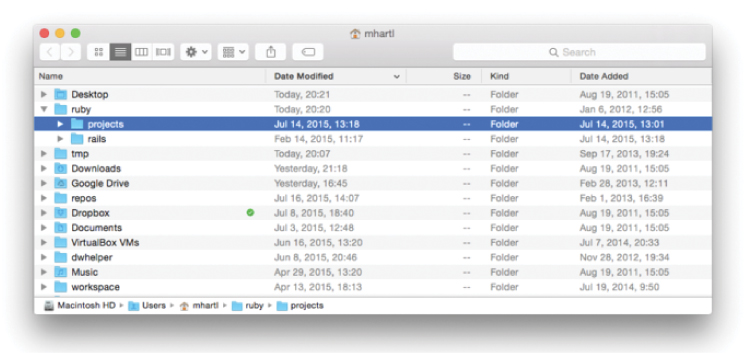 mhartl
Search
Name Date Modified Size Kind Date Added
Desktop Today, 20:21 -- Folder Aug 19, 2011, 15:05
ruby Today, 20:20 -- Folder Jan 6, 2012, 12:56
projects Jul 14, 2015, 13:18 -- Folder Jul 14, 2015, 13:01
rails Feb 14, 2015, 11:17 -- Folder Jul 14, 2015, 13:18
tmp Today, 20:07 -- Folder Sep 17, 2013, 19:24
Downloads Yesterday, 21:18 -- Folder Aug 19, 2011, 15:05
Google Drive Yesterday, 16:45 -- Folder Feb 28, 2013, 12:11
repos Jul 16, 2015, 14:07 -- Folder Feb 1, 2013, 16:39
Dropbox Jul 8, 2015, 18:40 -- Folder Aug 19, 2011, 15:05
Documents Jul 3, 2015, 12:48 -- Folder Aug 19, 2011, 15:05
VirtualBox VMs Jun 16, 2015, 13:20 -- Folder Jul 7, 2014, 20:33
dwhelper Jun 8, 2015, 20:46 -- Folder Nov 28, 2012, 19:34
Music Apr 29, 2015, 13:20 -- Folder Aug 19, 2011, 15:05
workspace Apr 13, 2015, 18:13 -- Folder Jul 19, 2014, 9:50
Macintosh HD Users mhartl ruby projects